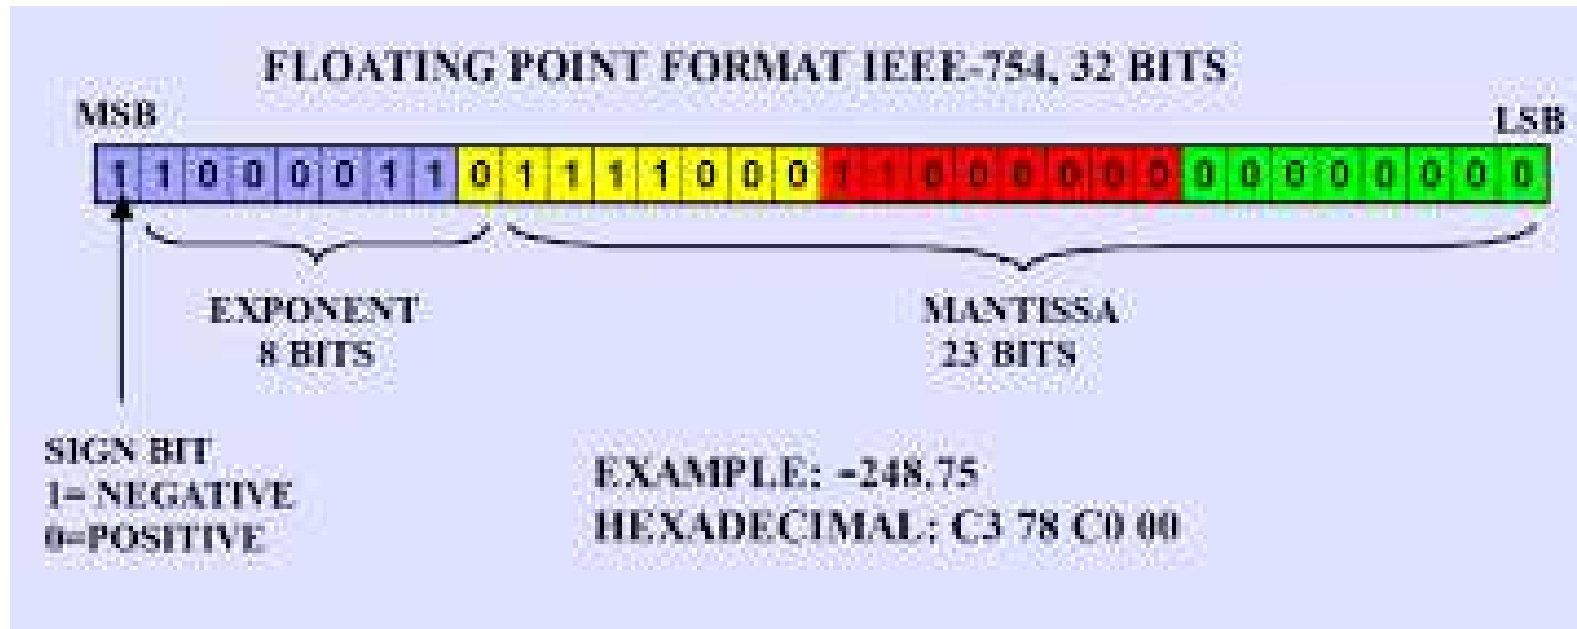 FLOATING POINT FORMAT IEEE-754, 32 BITS
MSB LSB
1 1 0 0 0 0 1 1 0 1 1 1 1 0 0 0 1 1 0 0 0 0 0 0 0 0 0 0 0 0 0 0
EXPONENT
8 BITS
MANTISSA
23 BITS
SIGN BIT
1= NEGATIVE
0=POSITIVE
EXAMPLE: -248.75
HEXADECIMAL: C3 78 C0 00